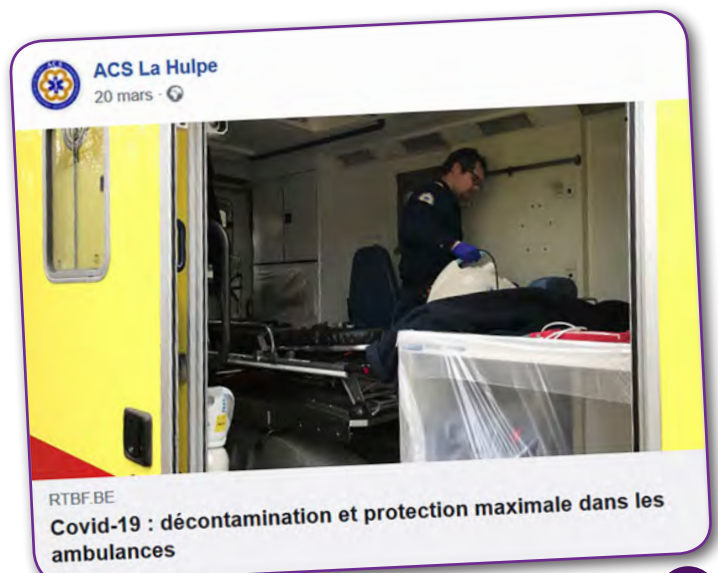 ACS La Hulpe
20 mars ·
RTBF.BE
Covid-19 : décontamination et protection maximale dans les
ambulances